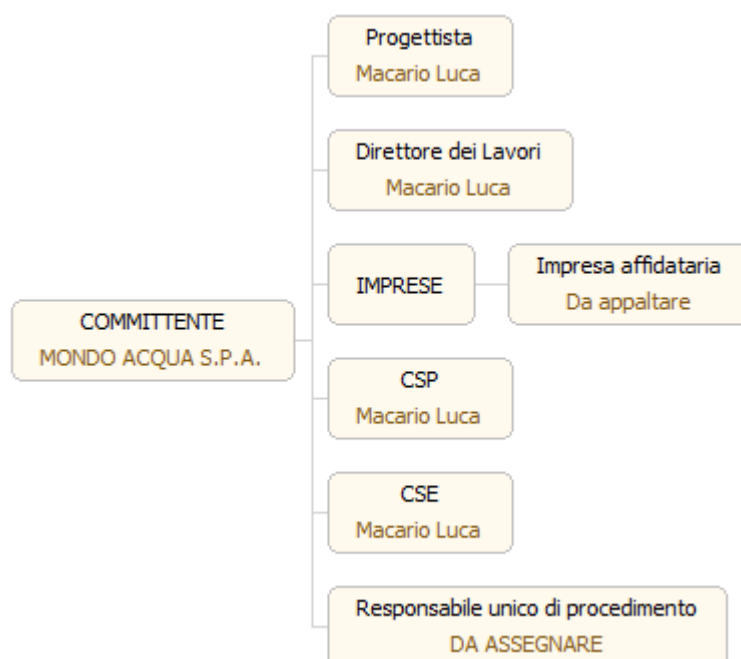 Progettista
Macario Luca
Direttore dei Lavori
Macario Luca
IMPRESE
Impresa affidataria
Da appaltare
COMMITTENTE
MONDO ACQUA S.P.A.
CSP
Macario Luca
CSE
Macario Luca
Responsabile unico di procedimento
DA ASSEGNARE